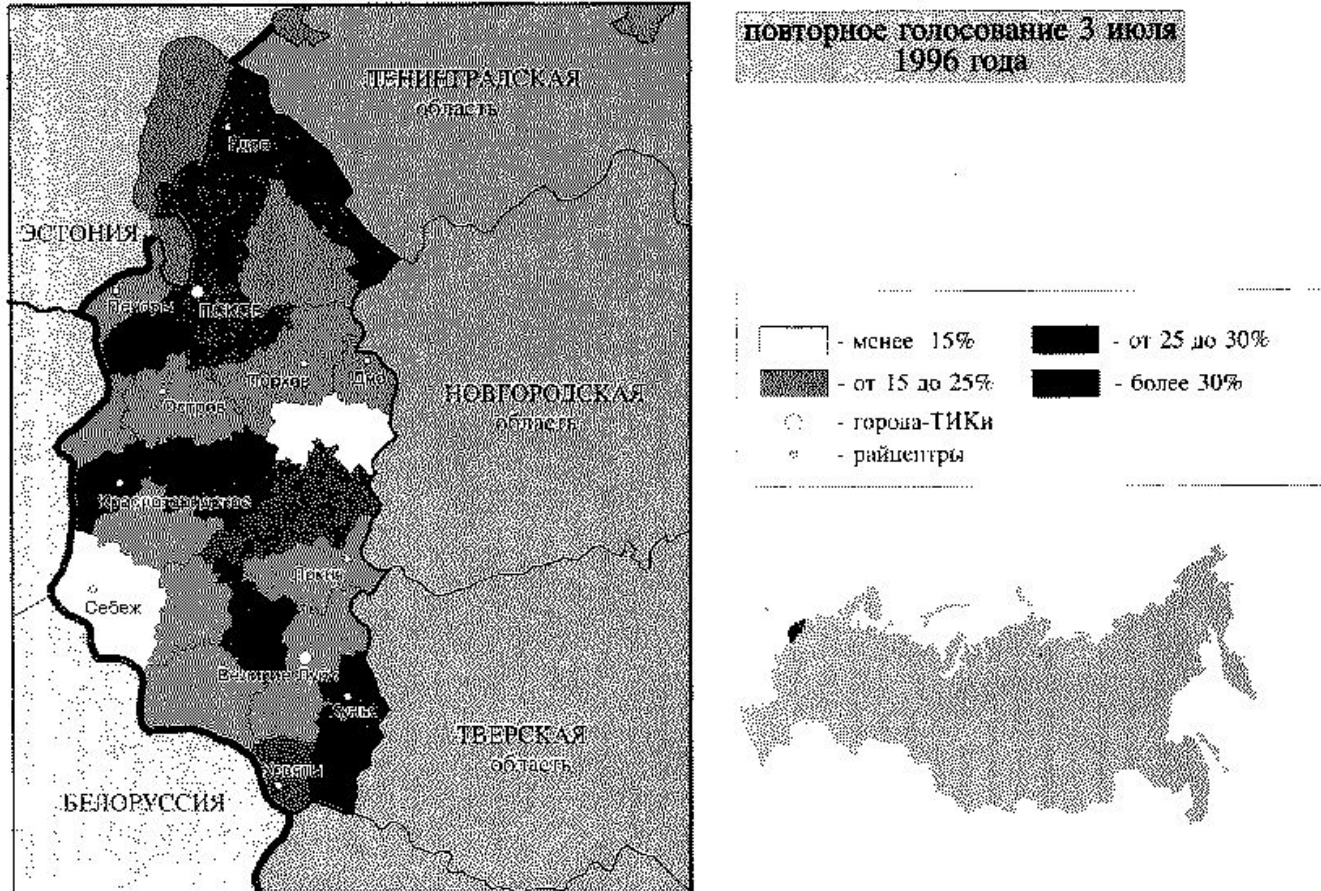 повторное голосование 3 июля
1996 года
ЛЕНИНГРАДСКАЯ
область
Гдов
ЭСТОНИЯ
Печоры
Псков
- менее 15%
- от 25 до 30%
- от 15 до 25%
- более 30%
- города-ТИКи
- райцентры
Порхов
Дно
Остров
НОВГОРОДСКАЯ
область
Красногородское
Локня
Себеж
Великие Луки
Кунья
ТВЕРСКАЯ
область
Усвяты
БЕЛОРУССИЯ